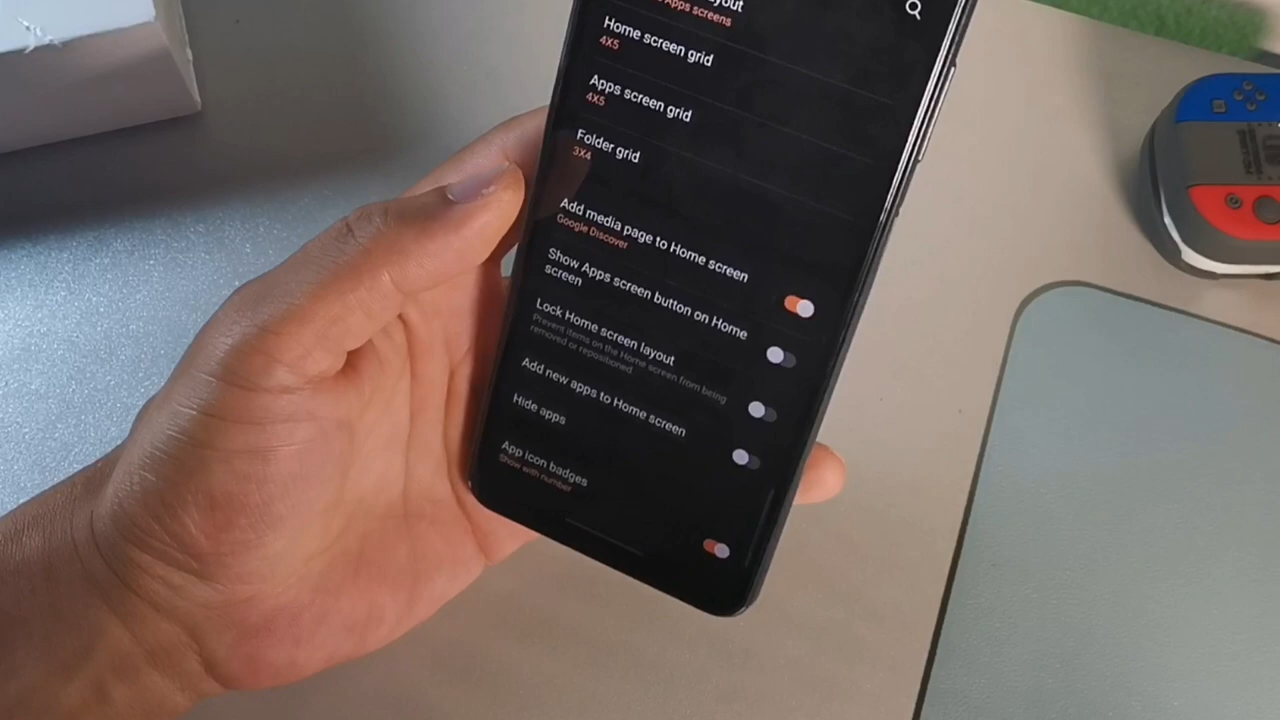 Apps screens
Home screen grid
4X5
Apps screen grid
4X5
Folder grid
3X4
Add media page to Home screen
Google Discover
Show Apps screen button on Home
screen
Lock Home screen layout
Prevent items on the Home screen from being
removed or repositioned.
Add new apps to Home screen
Hide apps
App icon badges
Show with number